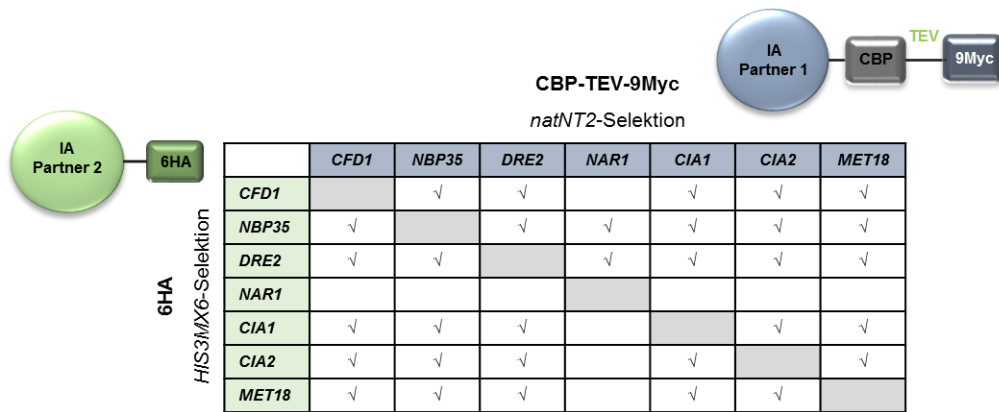 IA
Partner 1
CBP
TEV
9Myc
CBP-TEV-9Myc
natNT2-Selektion
IA
Partner 2
6HA
6HA
HIS3MX6-Selektion
CFD1 NBP35 DRE2 NAR1 CIA1 CIA2 MET18
CFD1 √ √ √ √ √
NBP35 √ √ √ √ √ √
DRE2 √ √ √ √ √ √
NAR1
CIA1 √ √ √ √ √
CIA2 √ √ √ √ √
MET18 √ √ √ √ √